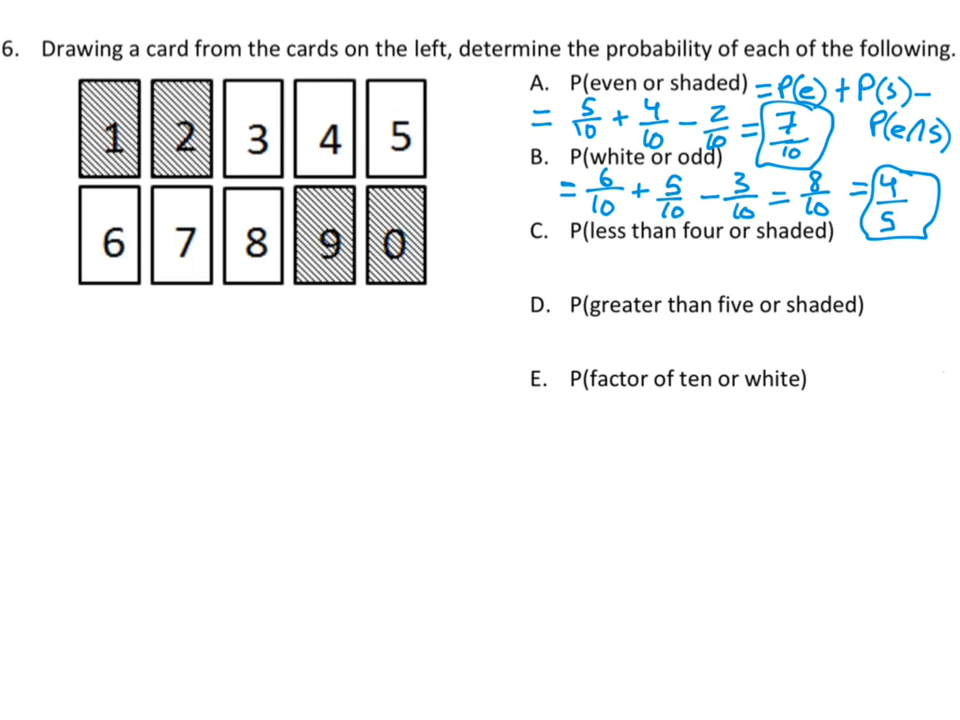 6. Drawing a card from the cards on the left, determine the probability of each of the following.
1 2 3 4 5
6 7 8 9 0
A. P(even or shaded) = P(e) + P(s) –
P(e∩s)
= 5/10 + 4/10 – 2/10 = 7/10
B. P(white or odd)
= 6/10 + 5/10 – 3/10 = 8/10 = 4/5
C. P(less than four or shaded)
D. P(greater than five or shaded)
E. P(factor of ten or white)